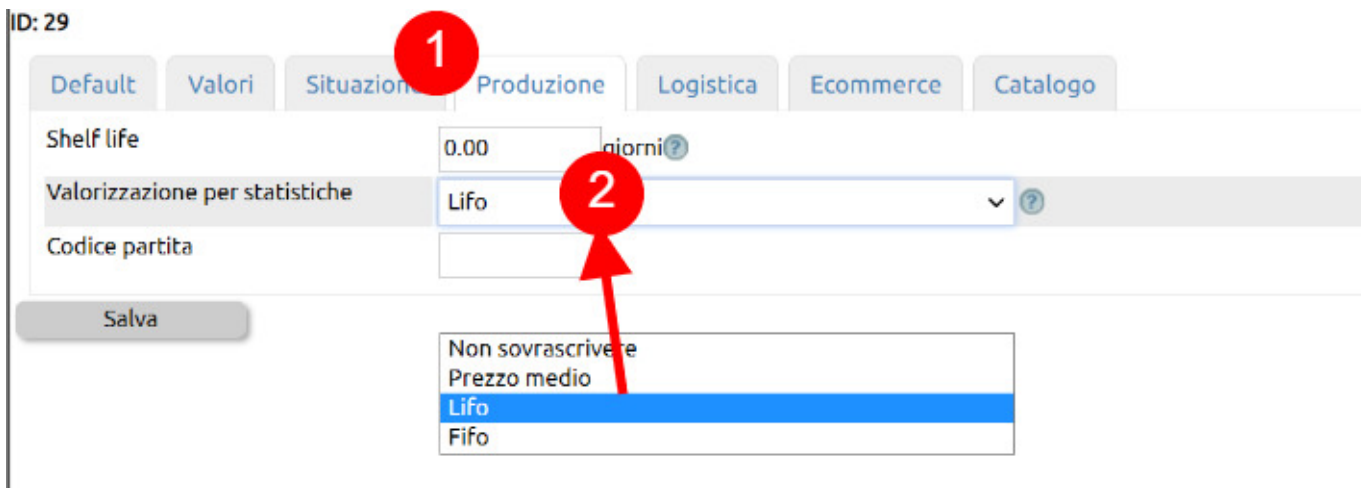 ID: 29
1
Default Valori Situazion Produzione Logistica Ecommerce Catalogo
Shelf life 0.00 giorni ?
Valorizzazione per statistiche Lifo 2 ?
Codice partita
Salva
Non sovrascrivere
Prezzo medio
Lifo
Fifo